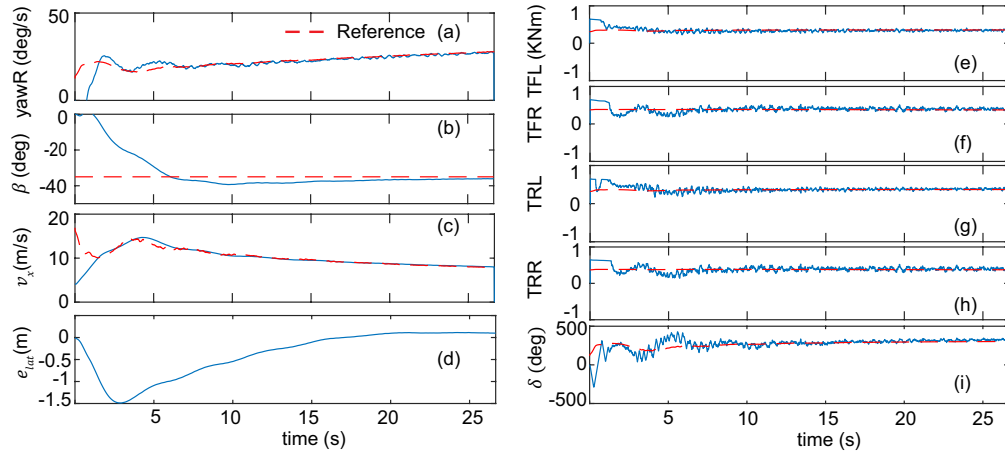 50
yawR (deg/s)
0
Reference (a)
0
-20
-40
β (deg)
(b)
20
10
0
v_x(m/s)
(c)
0
-0.5
-1
-1.5
e_lat(m)
(d)
5 10 15 20 25
time (s)
1
0
-1
TFL (KNm)
(e)
1
0
-1
TFR
(f)
1
0
-1
TRL
(g)
1
0
-1
TRR
(h)
500
0
-500
δ (deg)
(i)
0 5 10 15 20 25
time (s)